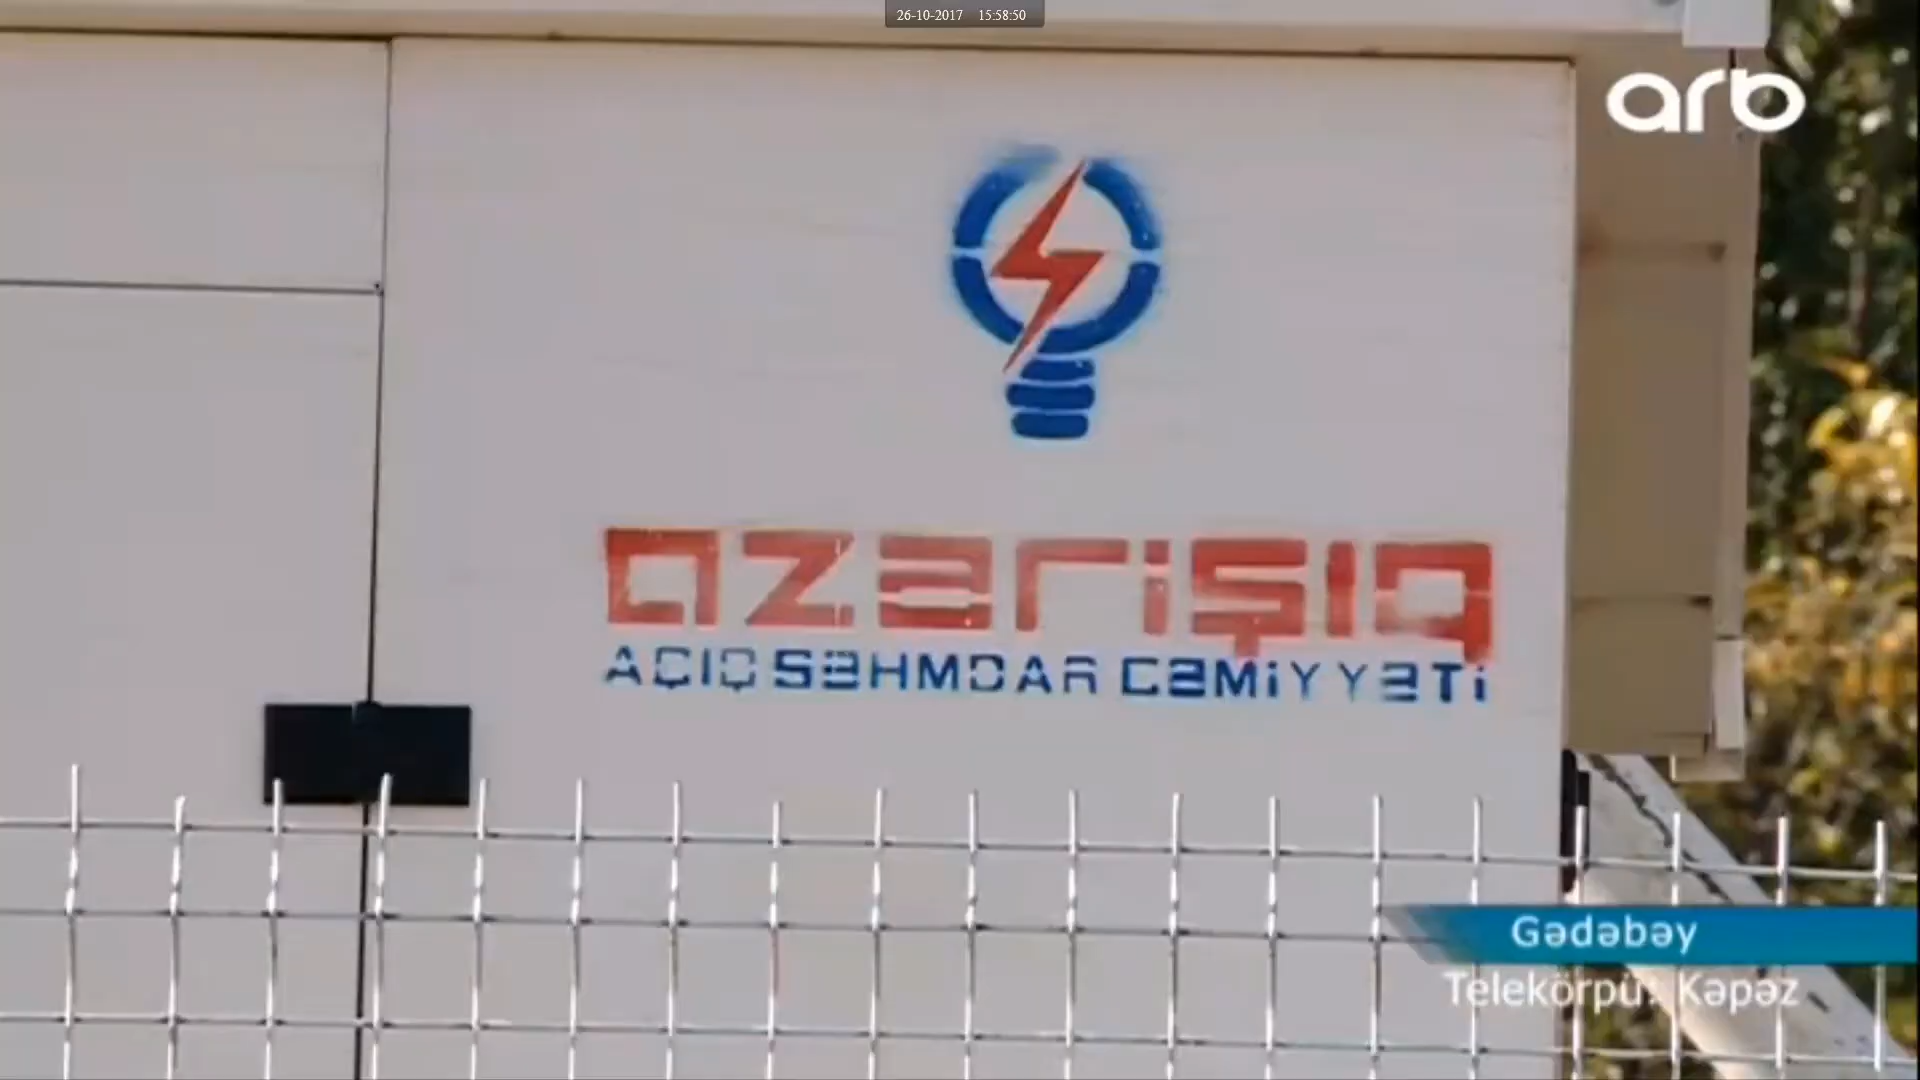 26-10-2017 15:58:50
arb
azərişıq
AÇIQ SƏHMDAR CƏMİYYƏTİ
Gədəbəy
Telekörpü: Kəpəz